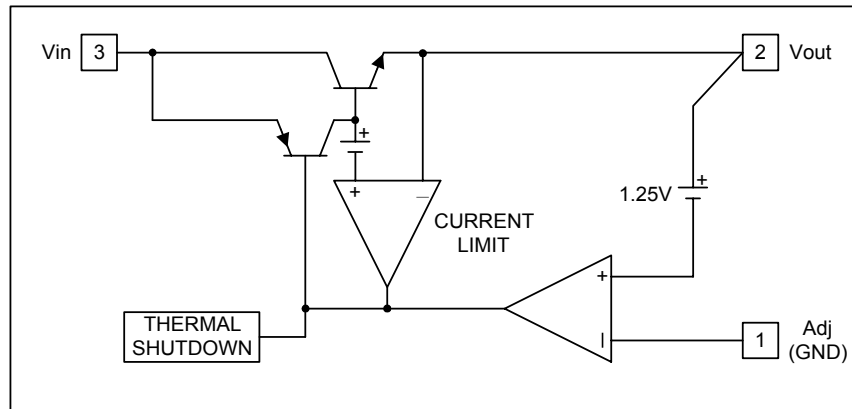 Vin 3
2 Vout
+
+
–
CURRENT
LIMIT
1.25V
+
+
–
THERMAL
SHUTDOWN
1
Adj
(GND)